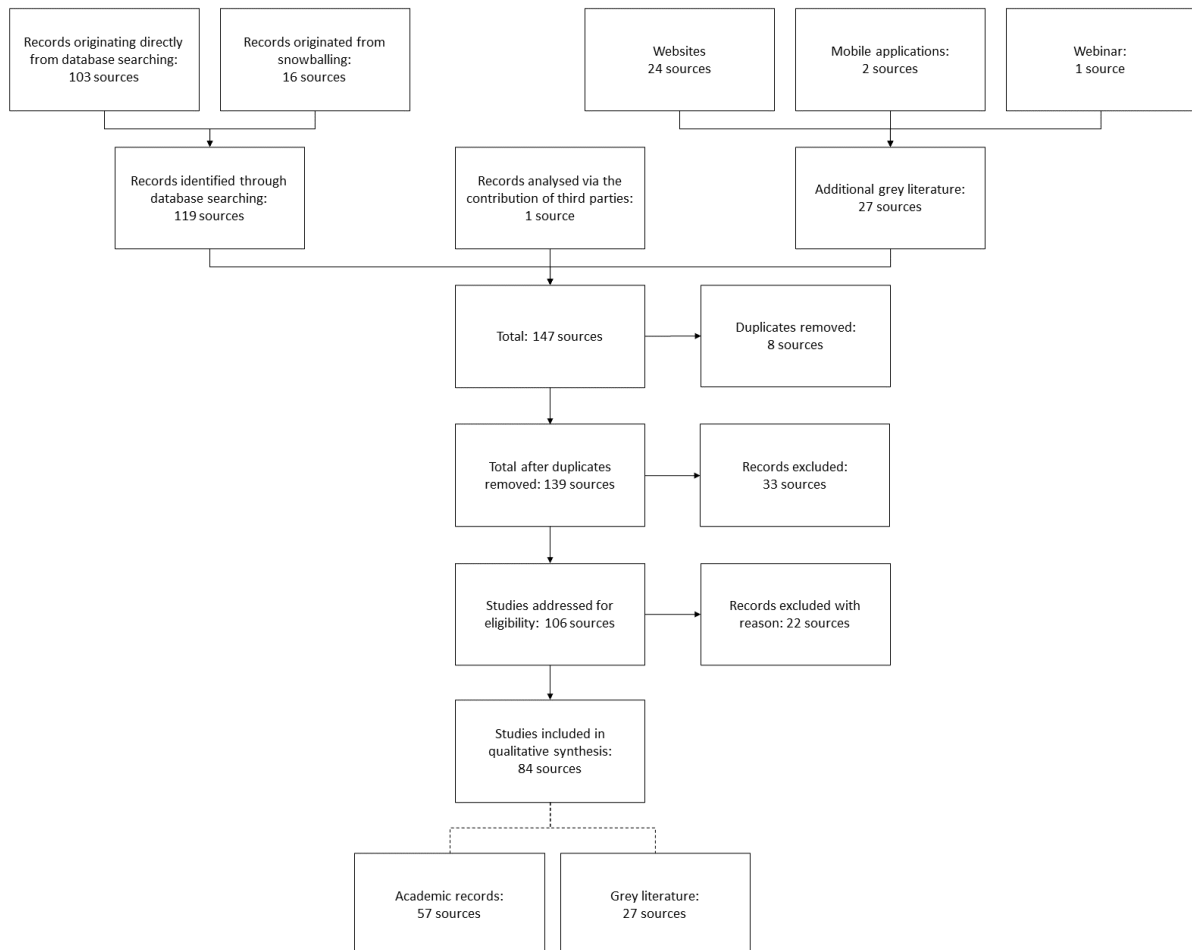 Records originating directly
from database searching:
103 sources
Records originated from
snowballing:
16 sources
Websites
24 sources
Mobile applications:
2 sources
Webinar:
1 source
Records identified through
database searching:
119 sources
Records analysed via the
contribution of third parties:
1 source
Additional grey literature:
27 sources
Total: 147 sources
Duplicates removed:
8 sources
Total after duplicates
removed: 139 sources
Records excluded:
33 sources
Studies addressed for
eligibility: 106 sources
Records excluded with
reason: 22 sources
Studies included in
qualitative synthesis:
84 sources
Academic records:
57 sources
Grey literature:
27 sources